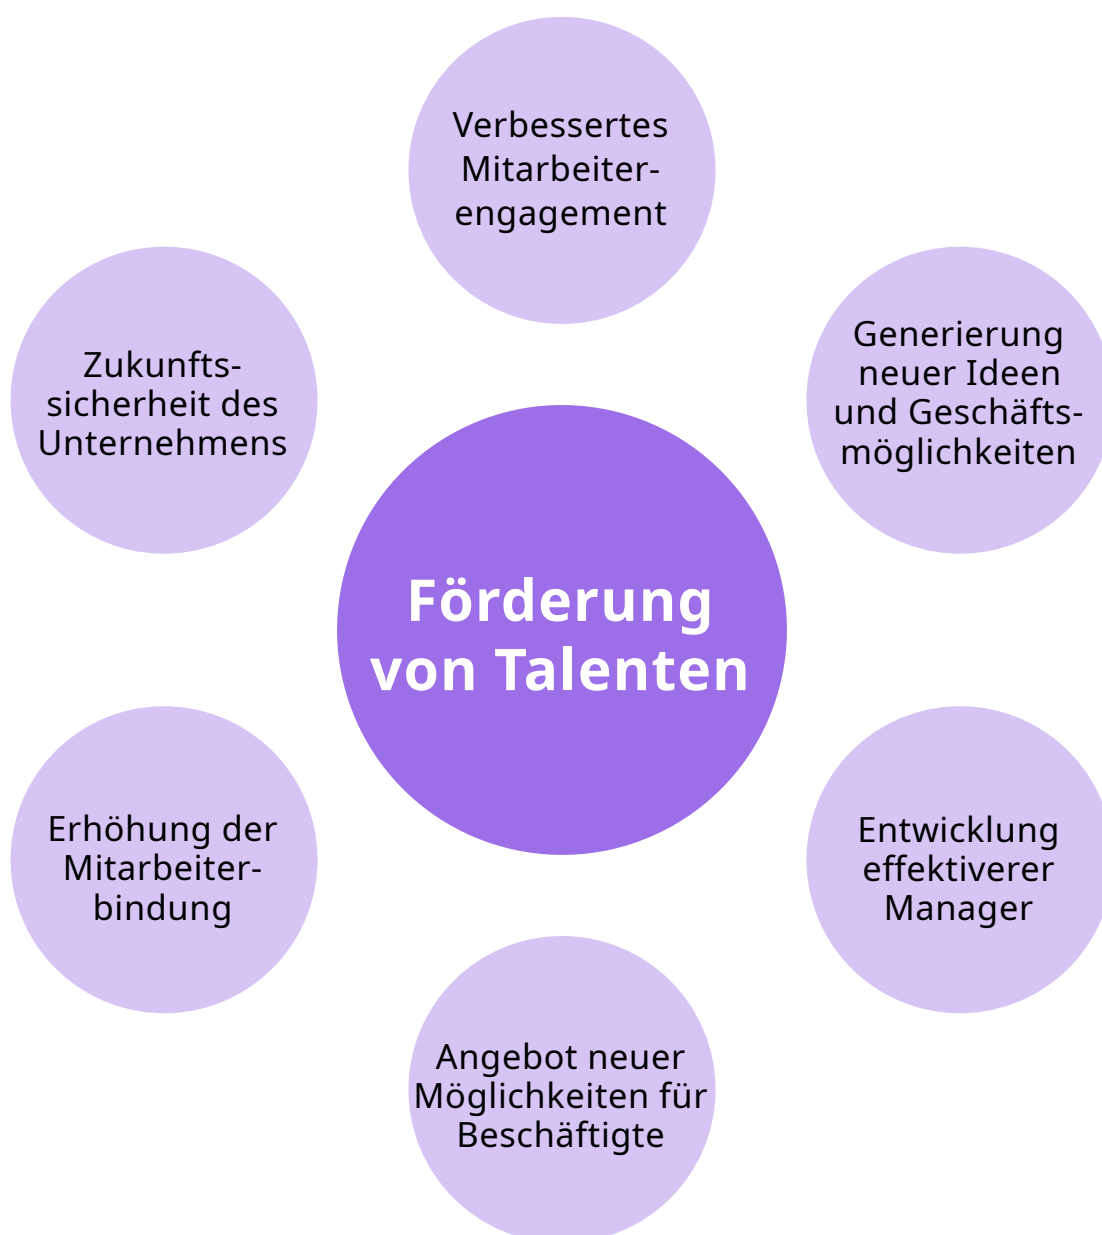 Verbessertes
Mitarbeiter-
engagement
Generierung
neuer Ideen
und Geschäfts-
möglichkeiten
Zukunfts-
sicherheit des
Unternehmens
Förderung
von Talenten
Erhöhung der
Mitarbeiter-
bindung
Entwicklung
effektiverer
Manager
Angebot neuer
Möglichkeiten für
Beschäftigte